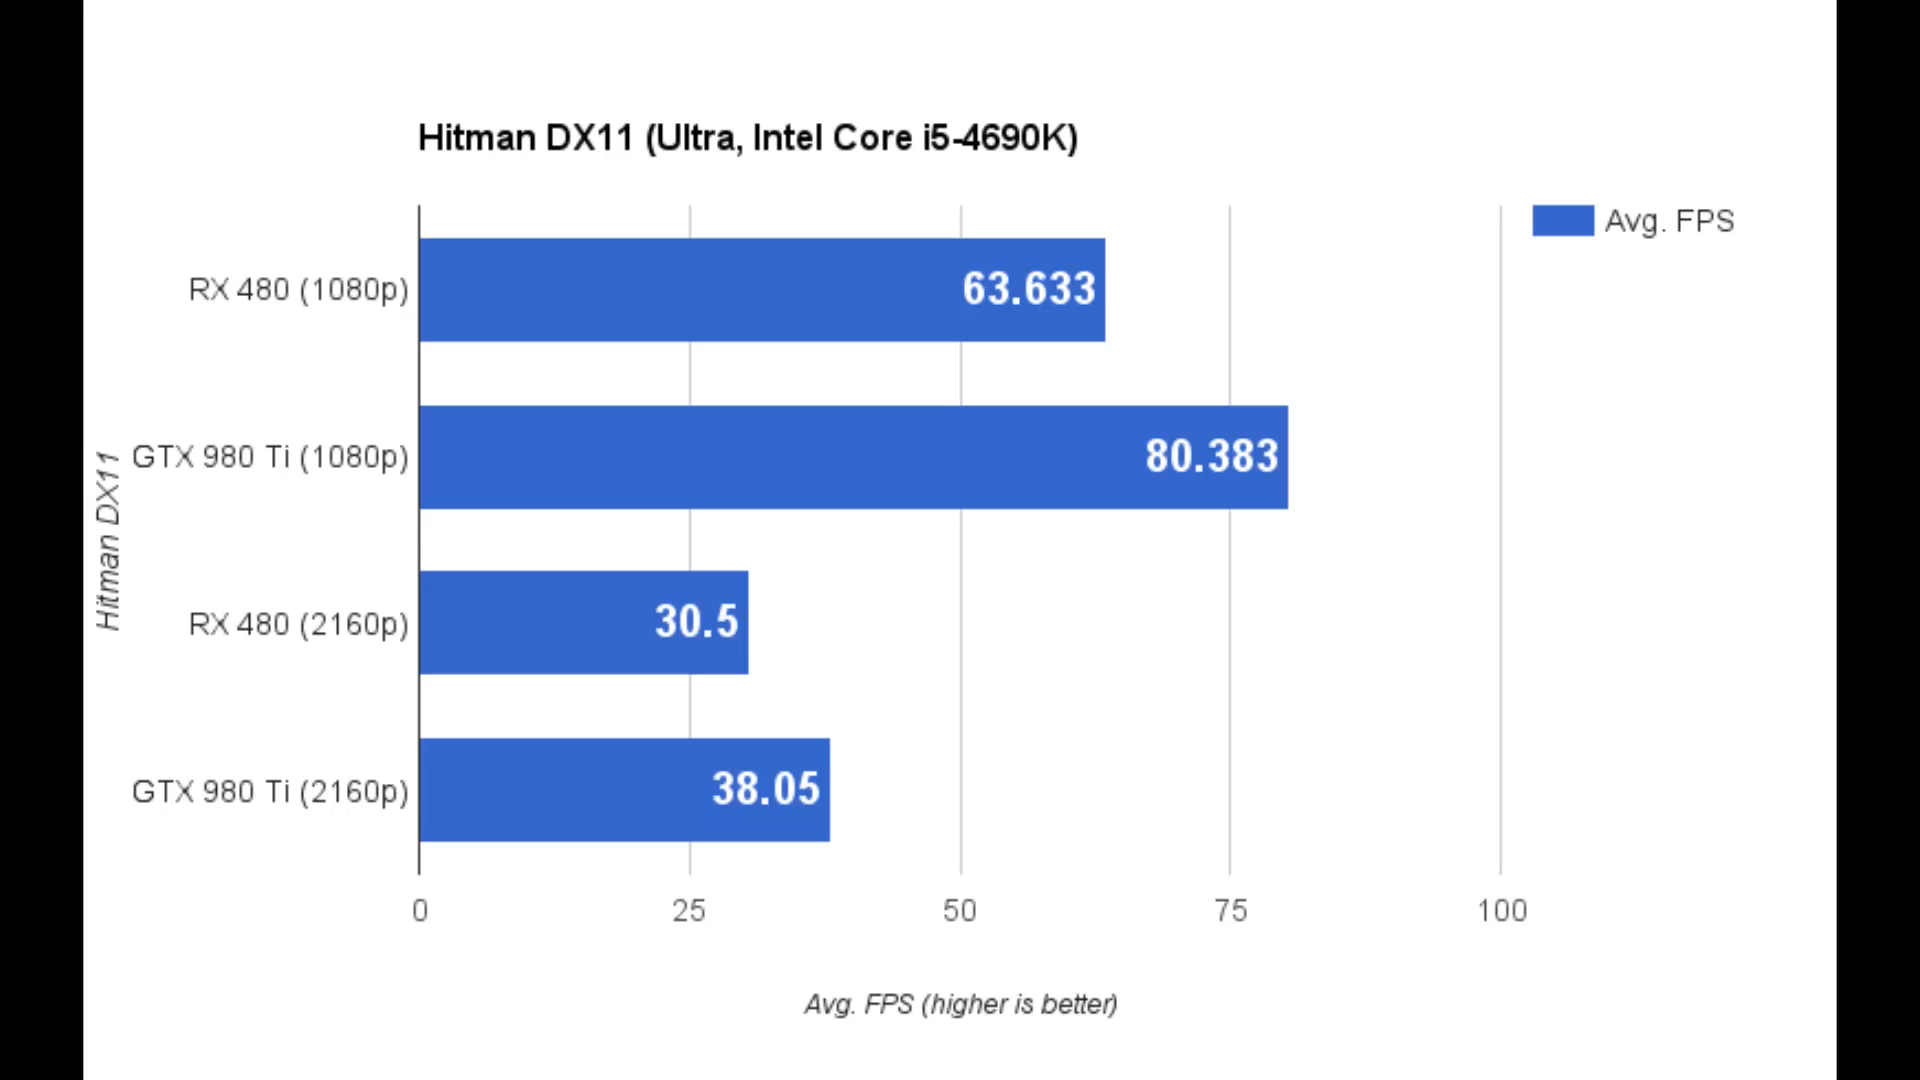 Hitman DX11 (Ultra, Intel Core i5-4690K)
Avg. FPS
RX 480 (1080p)
63.633
GTX 980 Ti (1080p)
80.383
Hitman DX11
RX 480 (2160p)
30.5
GTX 980 Ti (2160p)
38.05
0 25 50 75 100
Avg. FPS (higher is better)